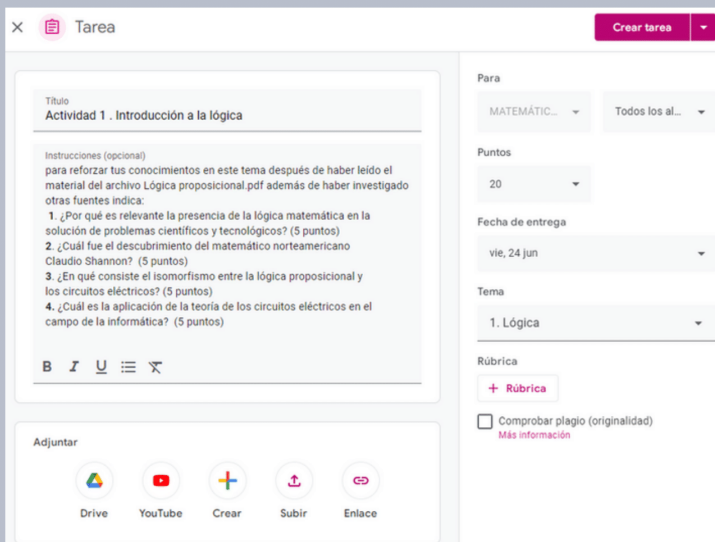 Tarea
Crear tarea
Título
Actividad 1 . Introducción a la lógica
Instrucciones (opcional)
para reforzar tus conocimientos en este tema después de haber leído el
material del archivo Lógica proposicional.pdf además de haber investigado
otras fuentes indica:
1. ¿Por qué es relevante la presencia de la lógica matemática en la
solución de problemas científicos y tecnológicos? (5 puntos)
2. ¿Cuál fue el descubrimiento del matemático norteamericano
Claudio Shannon? (5 puntos)
3. ¿En qué consiste el isomorfismo entre la lógica proposicional y
los circuitos eléctricos? (5 puntos)
4. ¿Cuál es la aplicación de la teoría de los circuitos eléctricos en el
campo de la informática? (5 puntos)
B I U
Adjuntar
Drive YouTube Crear Subir Enlace
Para
MATEMÁTIC... Todos los al...
Puntos
20
Fecha de entrega
vie, 24 jun
Tema
1. Lógica
Rúbrica
+ Rúbrica
Comprobar plagio (originalidad)
Más información